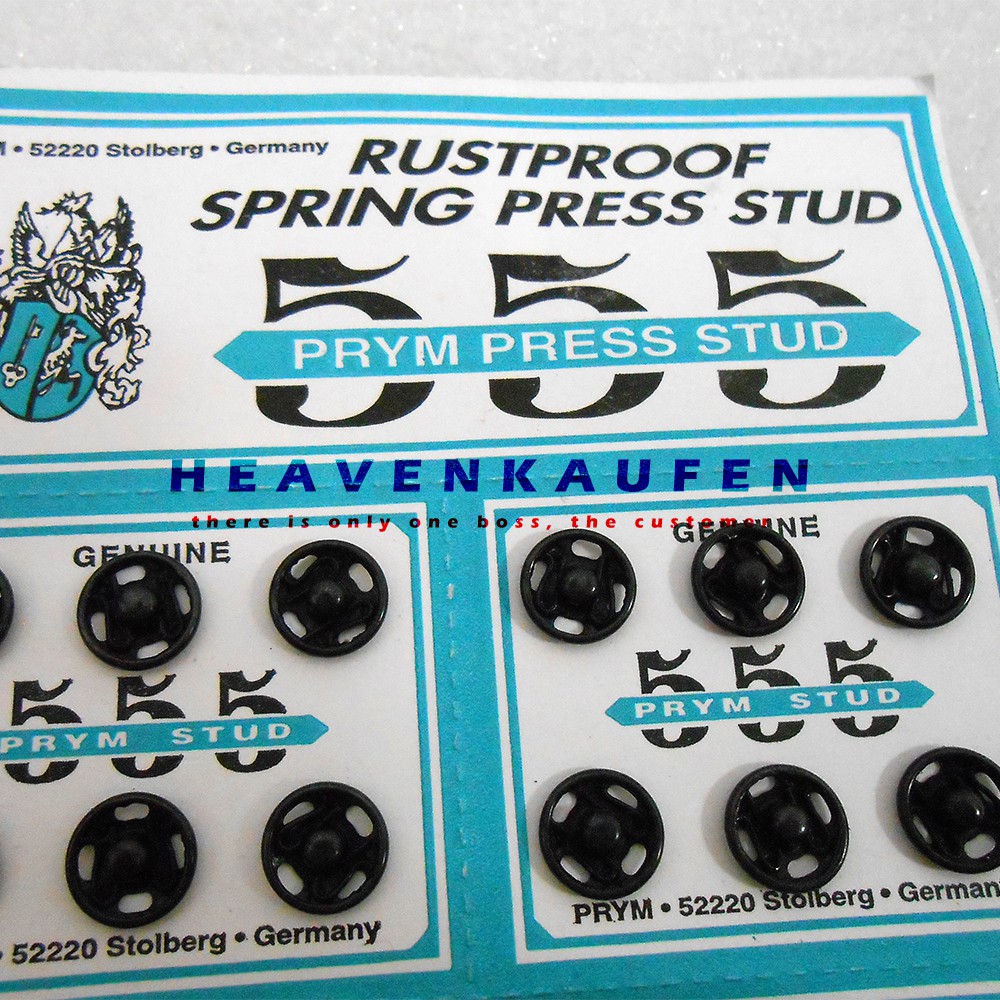 M • 52220 Stolberg • Germany
RUSTPROOF
SPRING PRESS STUD
555
PRYM PRESS STUD
HEAVENKAUFEN
there is only one boss, the customer
GENUINE
GENUINE
555
PRYM STUD
555
PRYM STUD
• 52220 Stolberg • Germany
PRYM • 52220 Stolberg • German